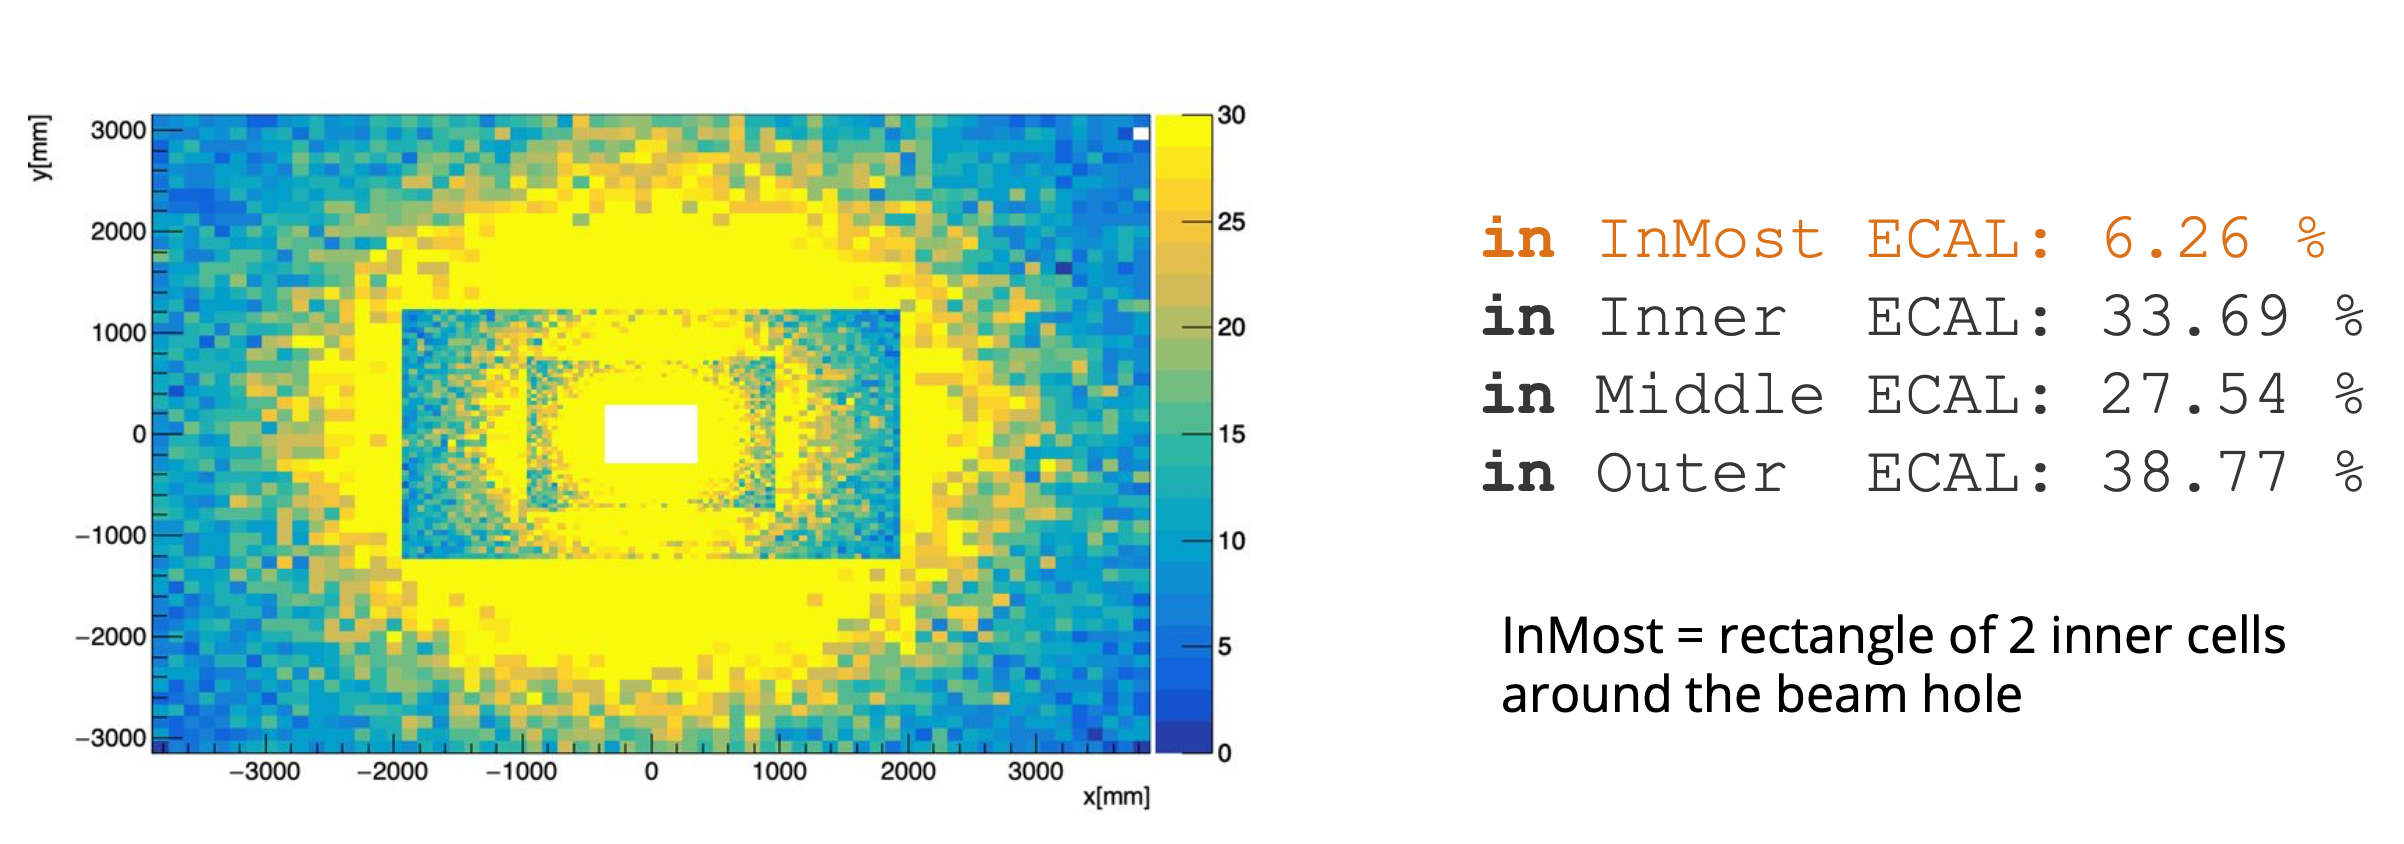 y[mm]
3000
2000
1000
0
−1000
−2000
−3000
−3000 −2000 −1000 0 1000 2000 3000
x[mm]
30
25
20
15
10
5
0
in InMost ECAL: 6.26 %
in Inner ECAL: 33.69 %
in Middle ECAL: 27.54 %
in Outer ECAL: 38.77 %
InMost = rectangle of 2 inner cells
around the beam hole